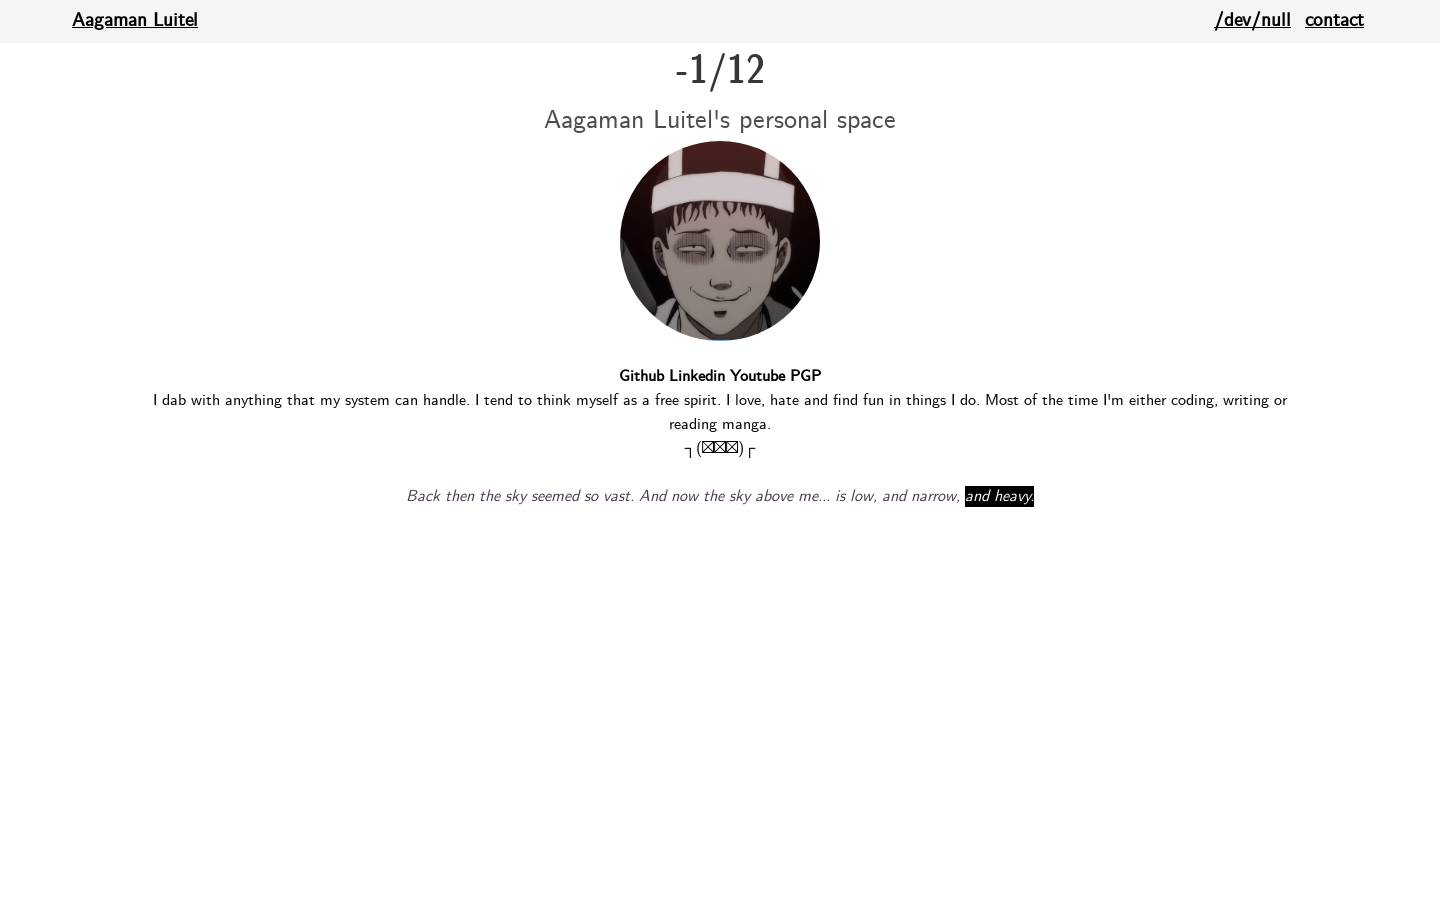 Aagaman Luitel
/dev/null contact
-1/12
Aagaman Luitel's personal space
Github Linkedin Youtube PGP
I dab with anything that my system can handle. I tend to think myself as a free spirit. I love, hate and find fun in things I do. Most of the time I'm either coding, writing or
reading manga.
┐( )┌
Back then the sky seemed so vast. And now the sky above me... is low, and narrow, and heavy.